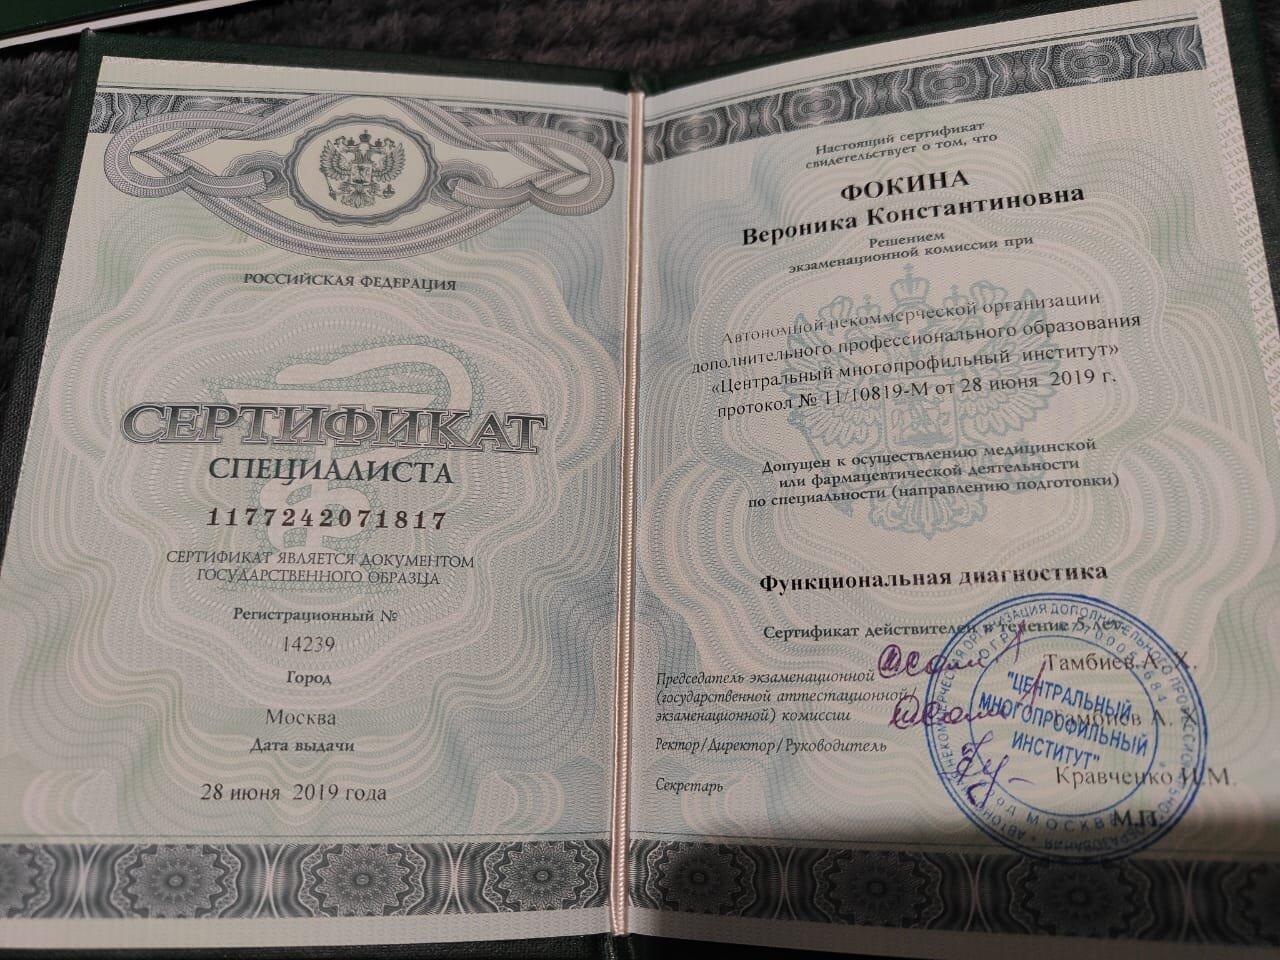 РОССИЙСКАЯ ФЕДЕРАЦИЯ
СЕРТИФИКАТ
СПЕЦИАЛИСТА
1177242071817
СЕРТИФИКАТ ЯВЛЯЕТСЯ ДОКУМЕНТОМ
ГОСУДАРСТВЕННОГО ОБРАЗЦА
Регистрационный №
14239
Город
Москва
Дата выдачи
28 июня 2019 года
Настоящий сертификат
свидетельствует о том, что
ФОКИНА
Вероника Константиновна
Решением
экзаменационной комиссии при
Автономной некоммерческой организации
дополнительного профессионального образования
«Центральный многопрофильный институт»
протокол № 11/10819-М от 28 июня 2019 г.
Допущен к осуществлению медицинской
или фармацевтической деятельности
по специальности (направлению подготовки)
Функциональная диагностика
Сертификат действителен в течение 5 лет
Председатель экзаменационной
(государственной аттестационной/
экзаменационной) комиссии
Тамбиев А. Х.
Ректор/Директор/Руководитель
Тамбиев А. Х.
Секретарь
Кравченко И.М.
М.П.
"ЦЕНТРАЛЬНЫЙ
МНОГОПРОФИЛЬНЫЙ
ИНСТИТУТ"